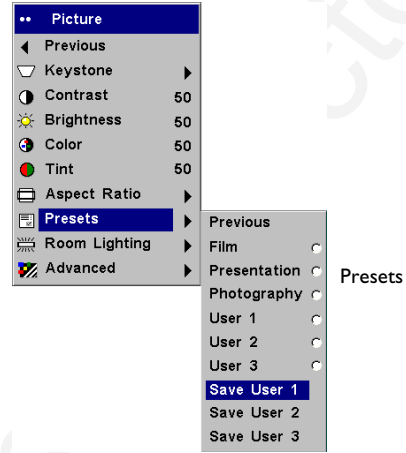 Picture
Previous
Keystone
Contrast 50
Brightness 50
Color 50
Tint 50
Aspect Ratio
Presets
Room Lighting
Advanced
Previous
Film
Presentation
Photography
User 1
User 2
User 3
Save User 1
Save User 2
Save User 3
Presets